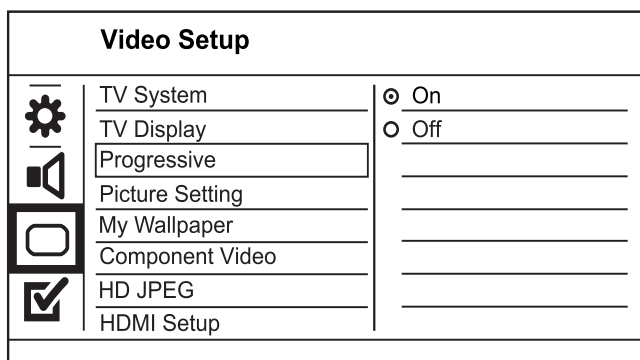 Video Setup
TV System
TV Display
Progressive
Picture Setting
My Wallpaper
Component Video
HD JPEG
HDMI Setup
On
Off